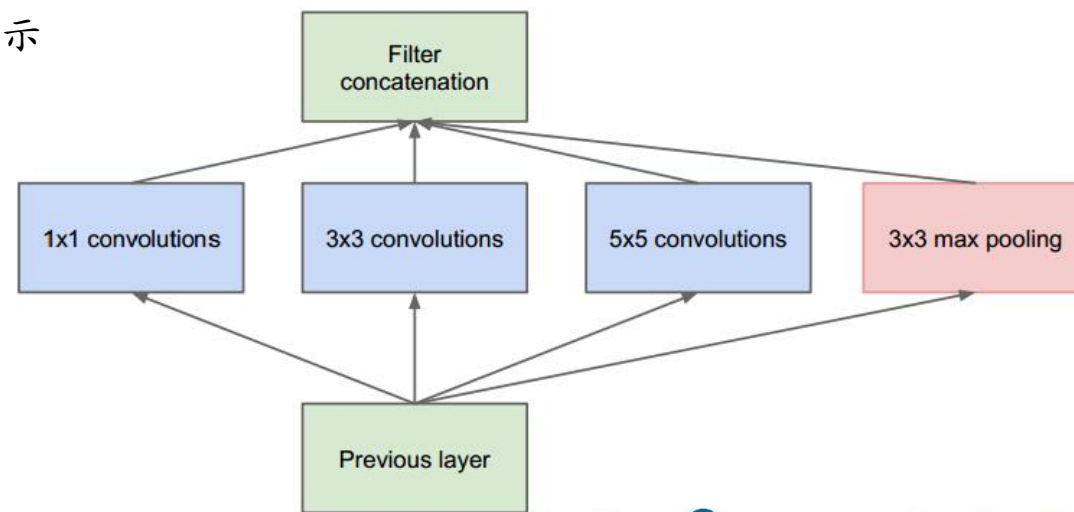 示
Filter
concatenation
1x1 convolutions
3x3 convolutions
5x5 convolutions
3x3 max pooling
Previous layer